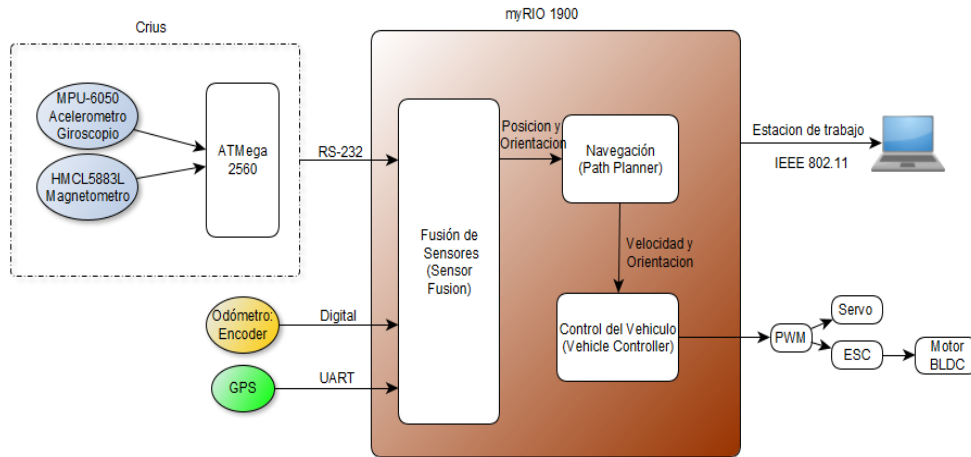 myRIO 1900
Crius
MPU-6050
Acelerometro
Giroscopio
HMCL5883L
Magnetometro
ATMega
2560
RS-232
Odómetro:
Encoder
Digital
GPS
UART
Fusión de
Sensores
(Sensor
Fusion)
Posicion y
Orientacion
Navegación
(Path Planner)
Velocidad y
Orientacion
Control del Vehiculo
(Vehicle Controller)
Estacion de trabajo
IEEE 802.11
PWM
Servo
ESC
Motor
BLDC